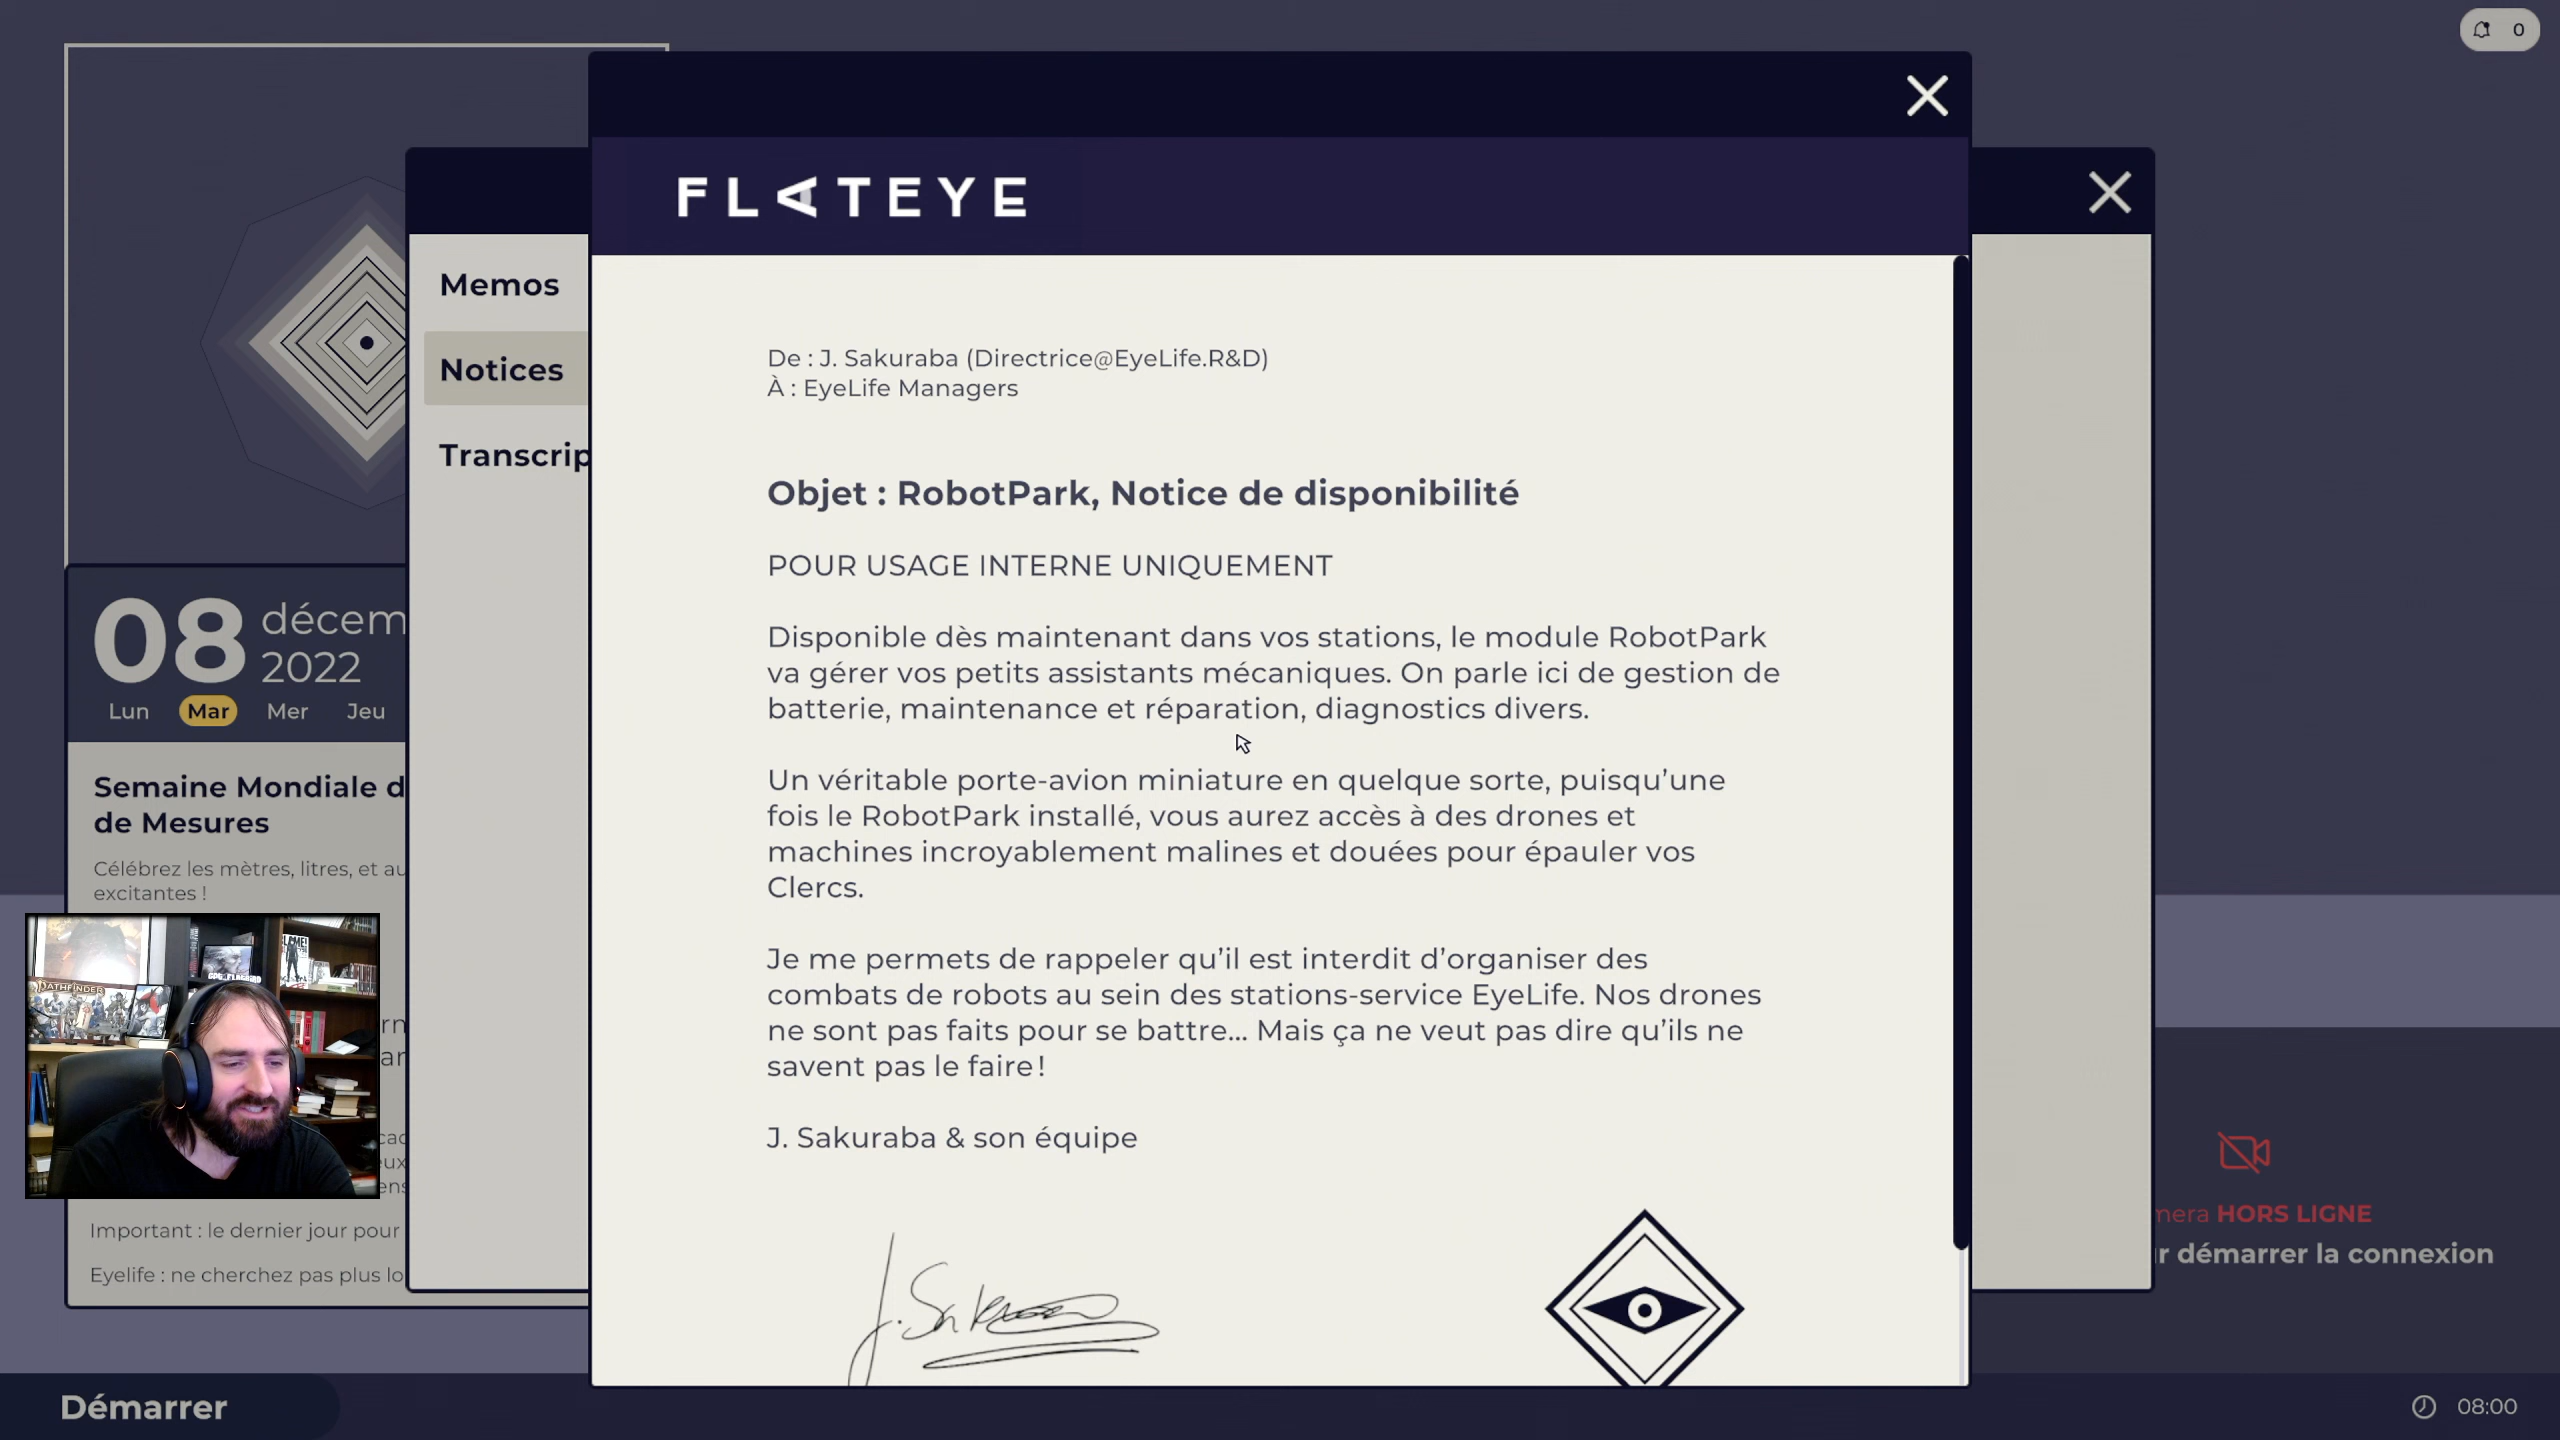 0
FLATEYE
Memos
Notices
Transcrip
De : J. Sakuraba (Directrice@EyeLife.R&D)
À : EyeLife Managers
Objet : RobotPark, Notice de disponibilité
POUR USAGE INTERNE UNIQUEMENT
Disponible dès maintenant dans vos stations, le module RobotPark
va gérer vos petits assistants mécaniques. On parle ici de gestion de
batterie, maintenance et réparation, diagnostics divers.
Un véritable porte-avion miniature en quelque sorte, puisqu’une
fois le RobotPark installé, vous aurez accès à des drones et
machines incroyablement malines et douées pour épauler vos
Clercs.
Je me permets de rappeler qu’il est interdit d’organiser des
combats de robots au sein des stations-service EyeLife. Nos drones
ne sont pas faits pour se battre... Mais ça ne veut pas dire qu’ils ne
savent pas le faire !
J. Sakuraba & son équipe
08 décem
2022
Lun Mar Mer Jeu
Semaine Mondiale d
de Mesures
Célébrez les mètres, litres, et au
excitantes !
PATHFINDER
Important : le dernier jour pour
Eyelife : ne cherchez pas plus lo
mera HORS LIGNE
r démarrer la connexion
Démarrer
08:00